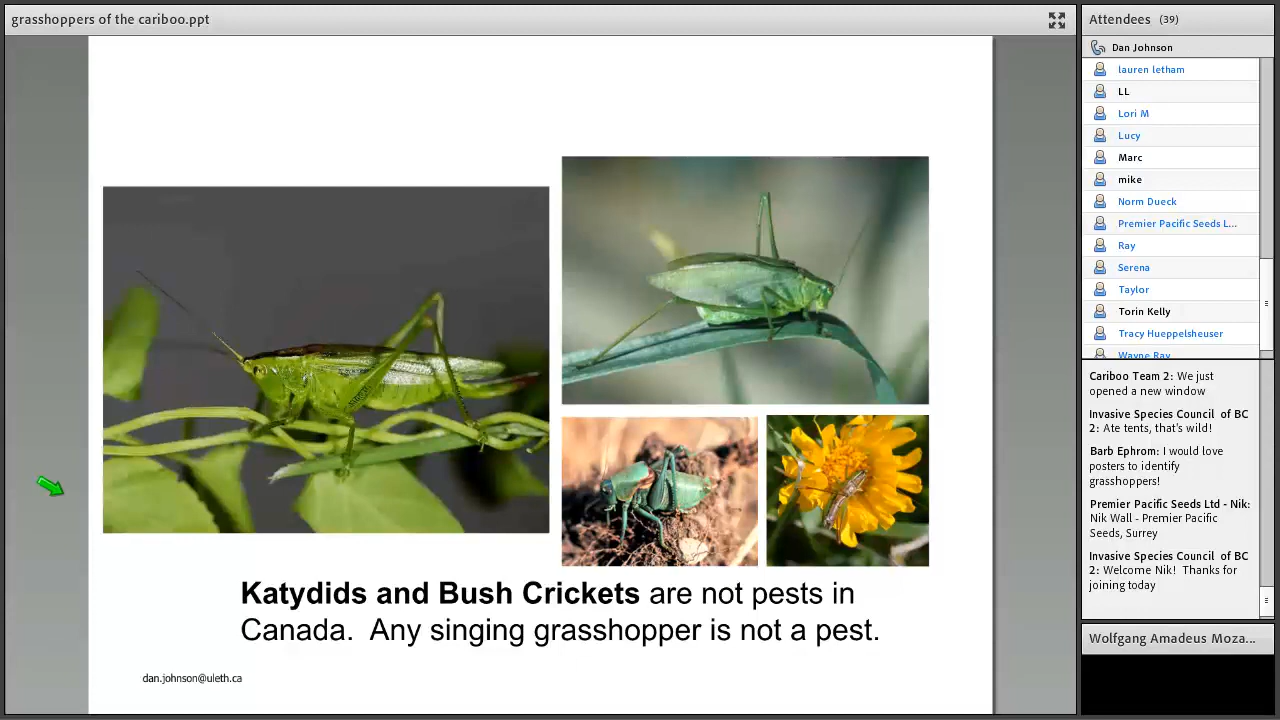 grasshoppers of the cariboo.ppt
Katydids and Bush Crickets are not pests in
Canada. Any singing grasshopper is not a pest.
dan.johnson@uleth.ca
Attendees (39)
Dan Johnson
lauren letham
LL
Lori M
Lucy
Marc
mike
Norm Dueck
Premier Pacific Seeds L...
Ray
Serena
Taylor
Torin Kelly
Tracy Hueppelsheuser
Wayne Ray
Cariboo Team 2: We just
opened a new window
Invasive Species Council of BC
2: Ate tents, that's wild!
Barb Ephrom: I would love
posters to identify
grasshoppers!
Premier Pacific Seeds Ltd - Nik:
Nik Wall - Premier Pacific
Seeds, Surrey
Invasive Species Council of BC
2: Welcome Nik! Thanks for
joining today
Wolfgang Amadeus Moza...